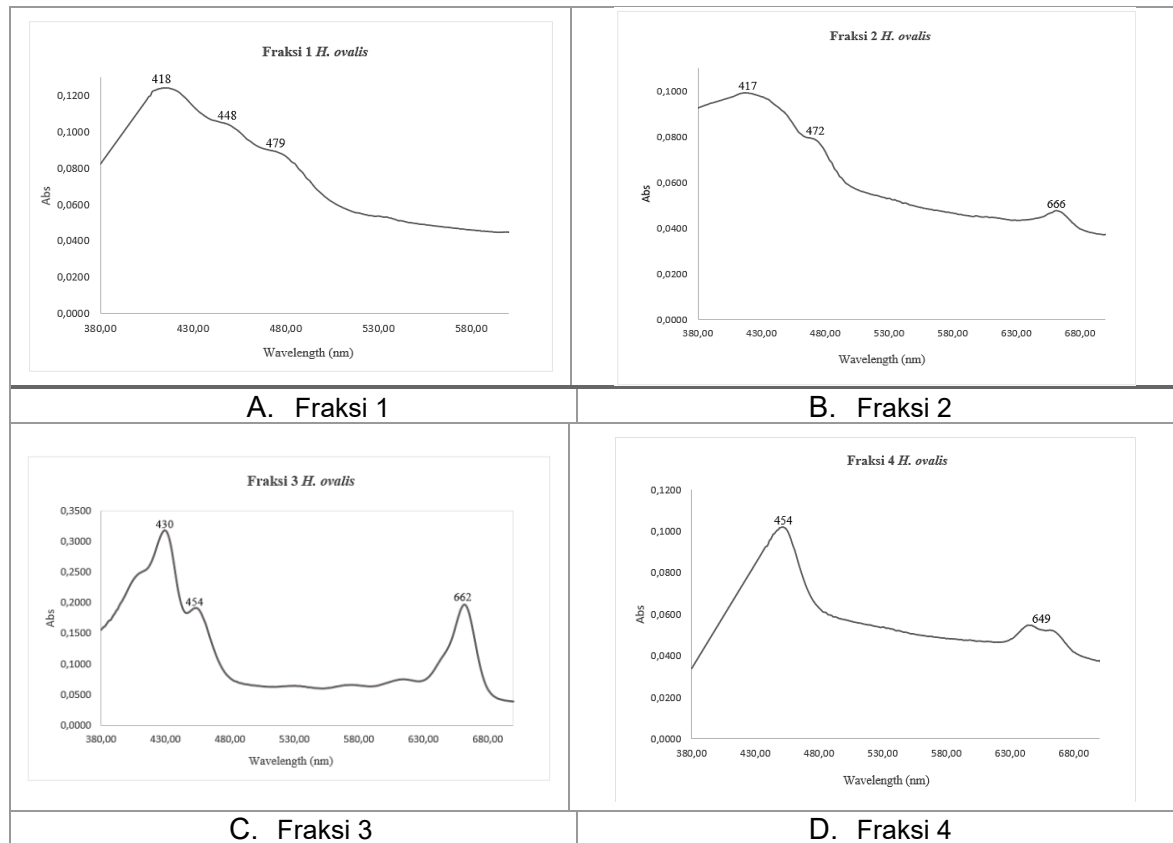 Fraksi 1 H. ovalis
418
448
479
0,1200
0,1000
0,0800
0,0600
0,0400
0,0200
0,0000
Abs
380,00 430,00 480,00 530,00 580,00
Wavelength (nm)
Fraksi 2 H. ovalis
417
472
666
0,1000
0,0800
0,0600
0,0400
0,0200
0,0000
Abs
380,00 430,00 480,00 530,00 580,00 630,00 680,00
Wavelength (nm)
A. Fraksi 1
B. Fraksi 2
Fraksi 3 H. ovalis
430
454
662
0,3500
0,3000
0,2500
0,2000
0,1500
0,1000
0,0500
0,0000
Abs
380,00 430,00 480,00 530,00 580,00 630,00 680,00
Wavelength (nm)
Fraksi 4 H. ovalis
454
649
0,1200
0,1000
0,0800
0,0600
0,0400
0,0200
0,0000
Abs
380,00 430,00 480,00 530,00 580,00 630,00 680,00
Wavelength (nm)
C. Fraksi 3
D. Fraksi 4